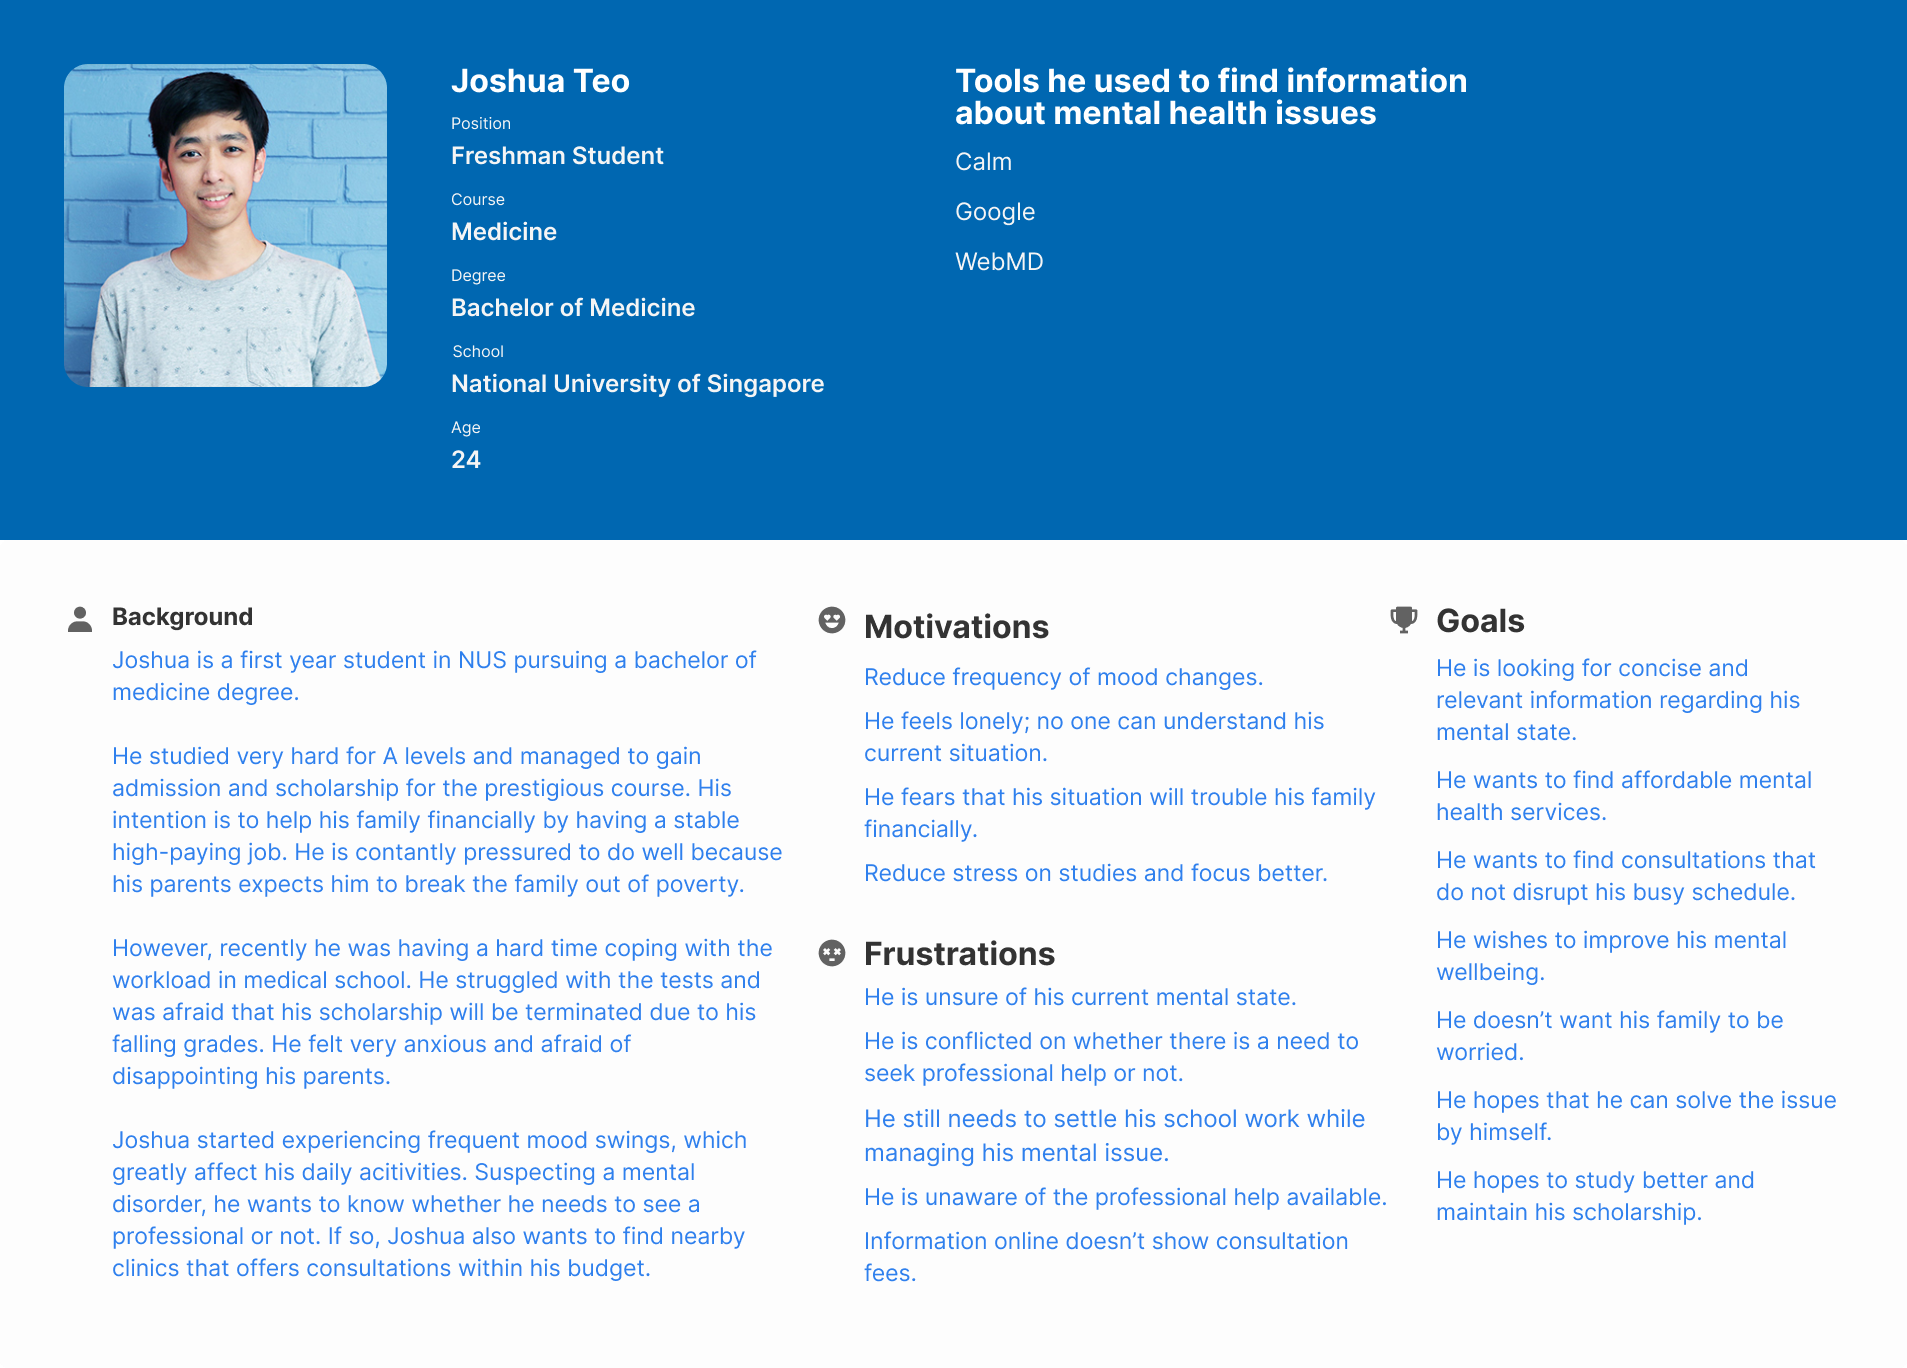 Joshua Teo
Position
Freshman Student
Course
Medicine
Degree
Bachelor of Medicine
School
National University of Singapore
Age
24
Tools he used to find information
about mental health issues
Calm
Google
WebMD
Background
Joshua is a first year student in NUS pursuing a bachelor of
medicine degree.
He studied very hard for A levels and managed to gain
admission and scholarship for the prestigious course. His
intention is to help his family financially by having a stable
high-paying job. He is contantly pressured to do well because
his parents expects him to break the family out of poverty.
However, recently he was having a hard time coping with the
workload in medical school. He struggled with the tests and
was afraid that his scholarship will be terminated due to his
falling grades. He felt very anxious and afraid of
disappointing his parents.
Joshua started experiencing frequent mood swings, which
greatly affect his daily acitivities. Suspecting a mental
disorder, he wants to know whether he needs to see a
professional or not. If so, Joshua also wants to find nearby
clinics that offers consultations within his budget.
Motivations
Reduce frequency of mood changes.
He feels lonely; no one can understand his
current situation.
He fears that his situation will trouble his family
financially.
Reduce stress on studies and focus better.
Frustrations
He is unsure of his current mental state.
He is conflicted on whether there is a need to
seek professional help or not.
He still needs to settle his school work while
managing his mental issue.
He is unaware of the professional help available.
Information online doesn’t show consultation
fees.
Goals
He is looking for concise and
relevant information regarding his
mental state.
He wants to find affordable mental
health services.
He wants to find consultations that
do not disrupt his busy schedule.
He wishes to improve his mental
wellbeing.
He doesn’t want his family to be
worried.
He hopes that he can solve the issue
by himself.
He hopes to study better and
maintain his scholarship.